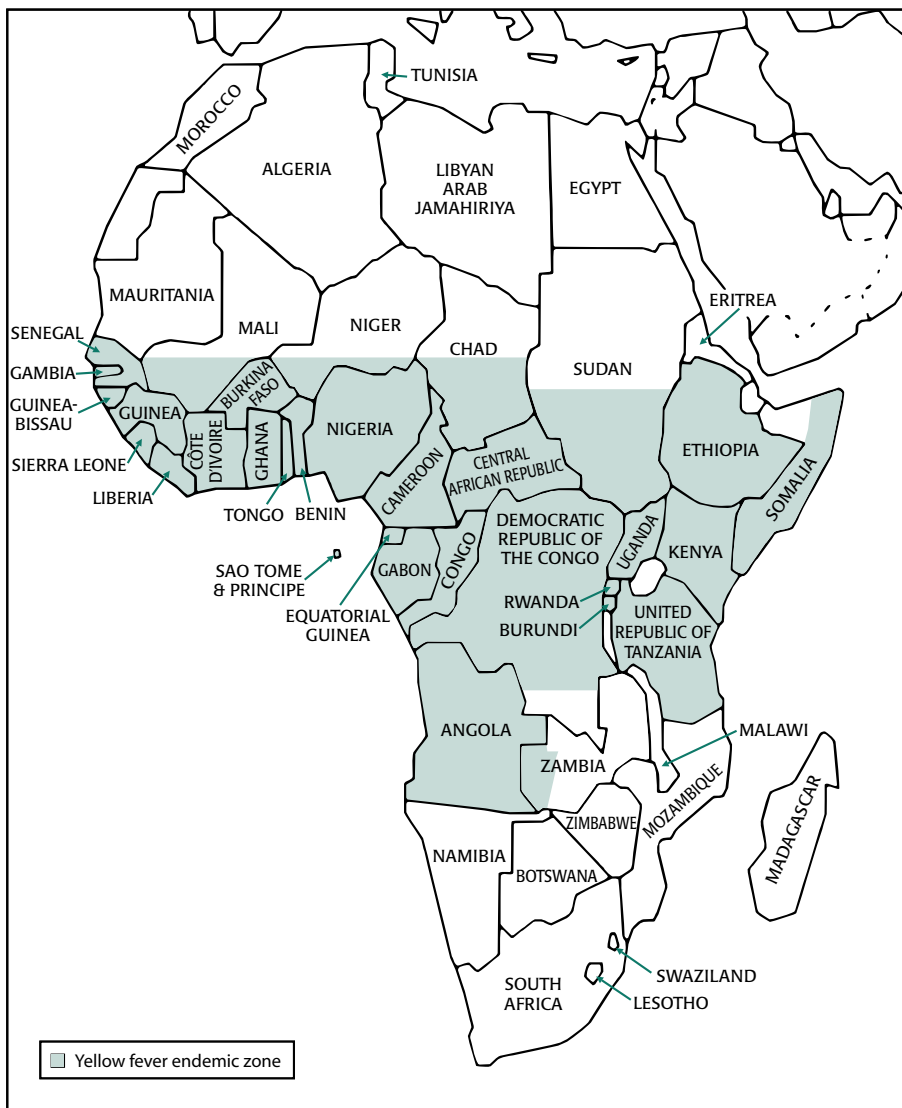 TUNISIA
MOROCCO
ALGERIA
LIBYAN
ARAB
JAMAHIRIYA
EGYPT
MAURITANIA
MALI
NIGER
CHAD
SUDAN
ERITREA
SENEGAL
GAMBIA
GUINEA-
BISSAU
GUINEA
SIERRA LEONE
LIBERIA
CÔTE
D'IVOIRE
BURKINA
FASO
GHANA
TONGO
BENIN
NIGERIA
CAMEROON
CENTRAL
AFRICAN REPUBLIC
ETHIOPIA
SOMALIA
SAO TOME
& PRINCIPE
EQUATORIAL
GUINEA
GABON
CONGO
DEMOCRATIC
REPUBLIC OF
THE CONGO
UGANDA
KENYA
RWANDA
BURUNDI
UNITED
REPUBLIC OF
TANZANIA
ANGOLA
ZAMBIA
MALAWI
MOZAMBIQUE
MADAGASCAR
ZIMBABWE
NAMIBIA
BOTSWANA
SWAZILAND
LESOTHO
SOUTH
AFRICA
Yellow fever endemic zone